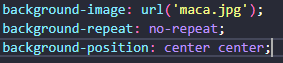 background-image: url('maca.jpg');
background-repeat: no-repeat;
background-position: center center;